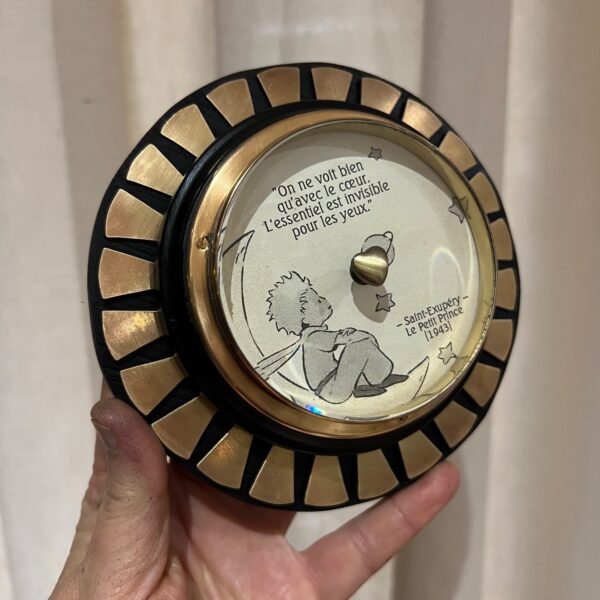 "On ne voit bien
qu'avec le cœur.
L'essentiel est invisible
pour les yeux."
– Saint-Exupéry –
Le Petit Prince
[1943]